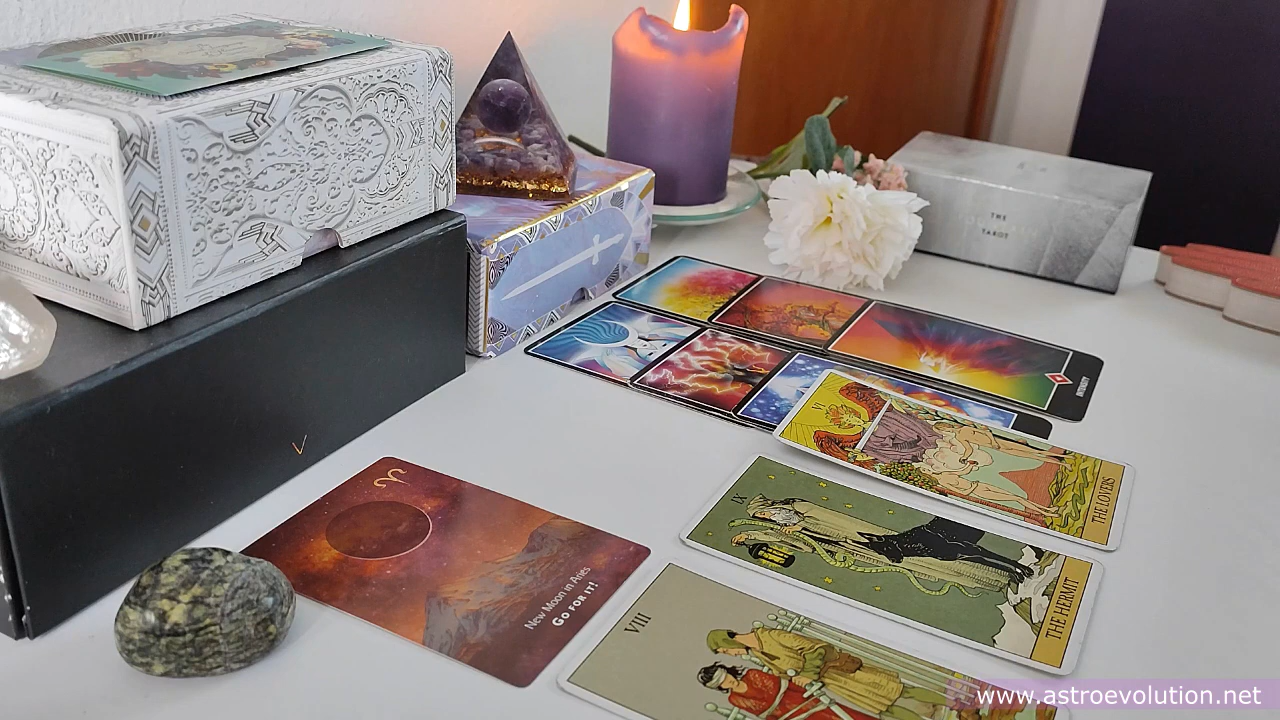 THE
TAROT
INTENSITY
VI
THE LOVERS
IX
THE HERMIT
New Moon in Aries
GO FOR IT!
VIII
www.astroevolution.net